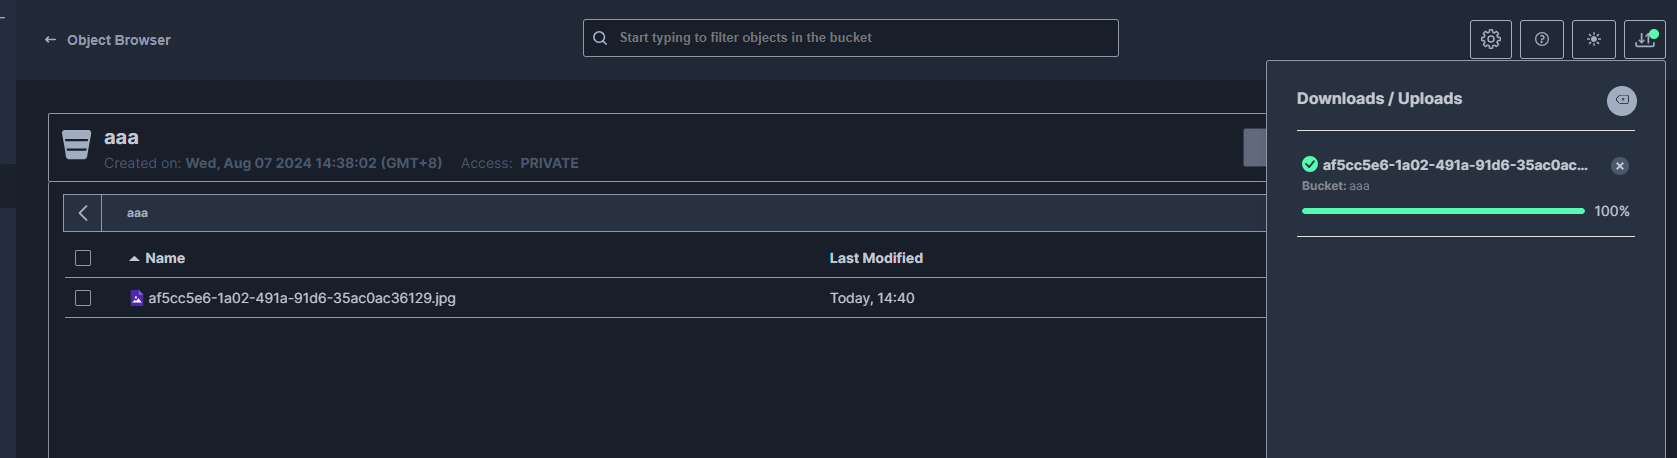 Object Browser
Start typing to filter objects in the bucket
Downloads / Uploads
aaa
Created on: Wed, Aug 07 2024 14:38:02 (GMT+8) Access: PRIVATE
af5cc5e6-1a02-491a-91d6-35ac0ac...
Bucket: aaa
100%
aaa
Name Last Modified
af5cc5e6-1a02-491a-91d6-35ac0ac36129.jpg Today, 14:40